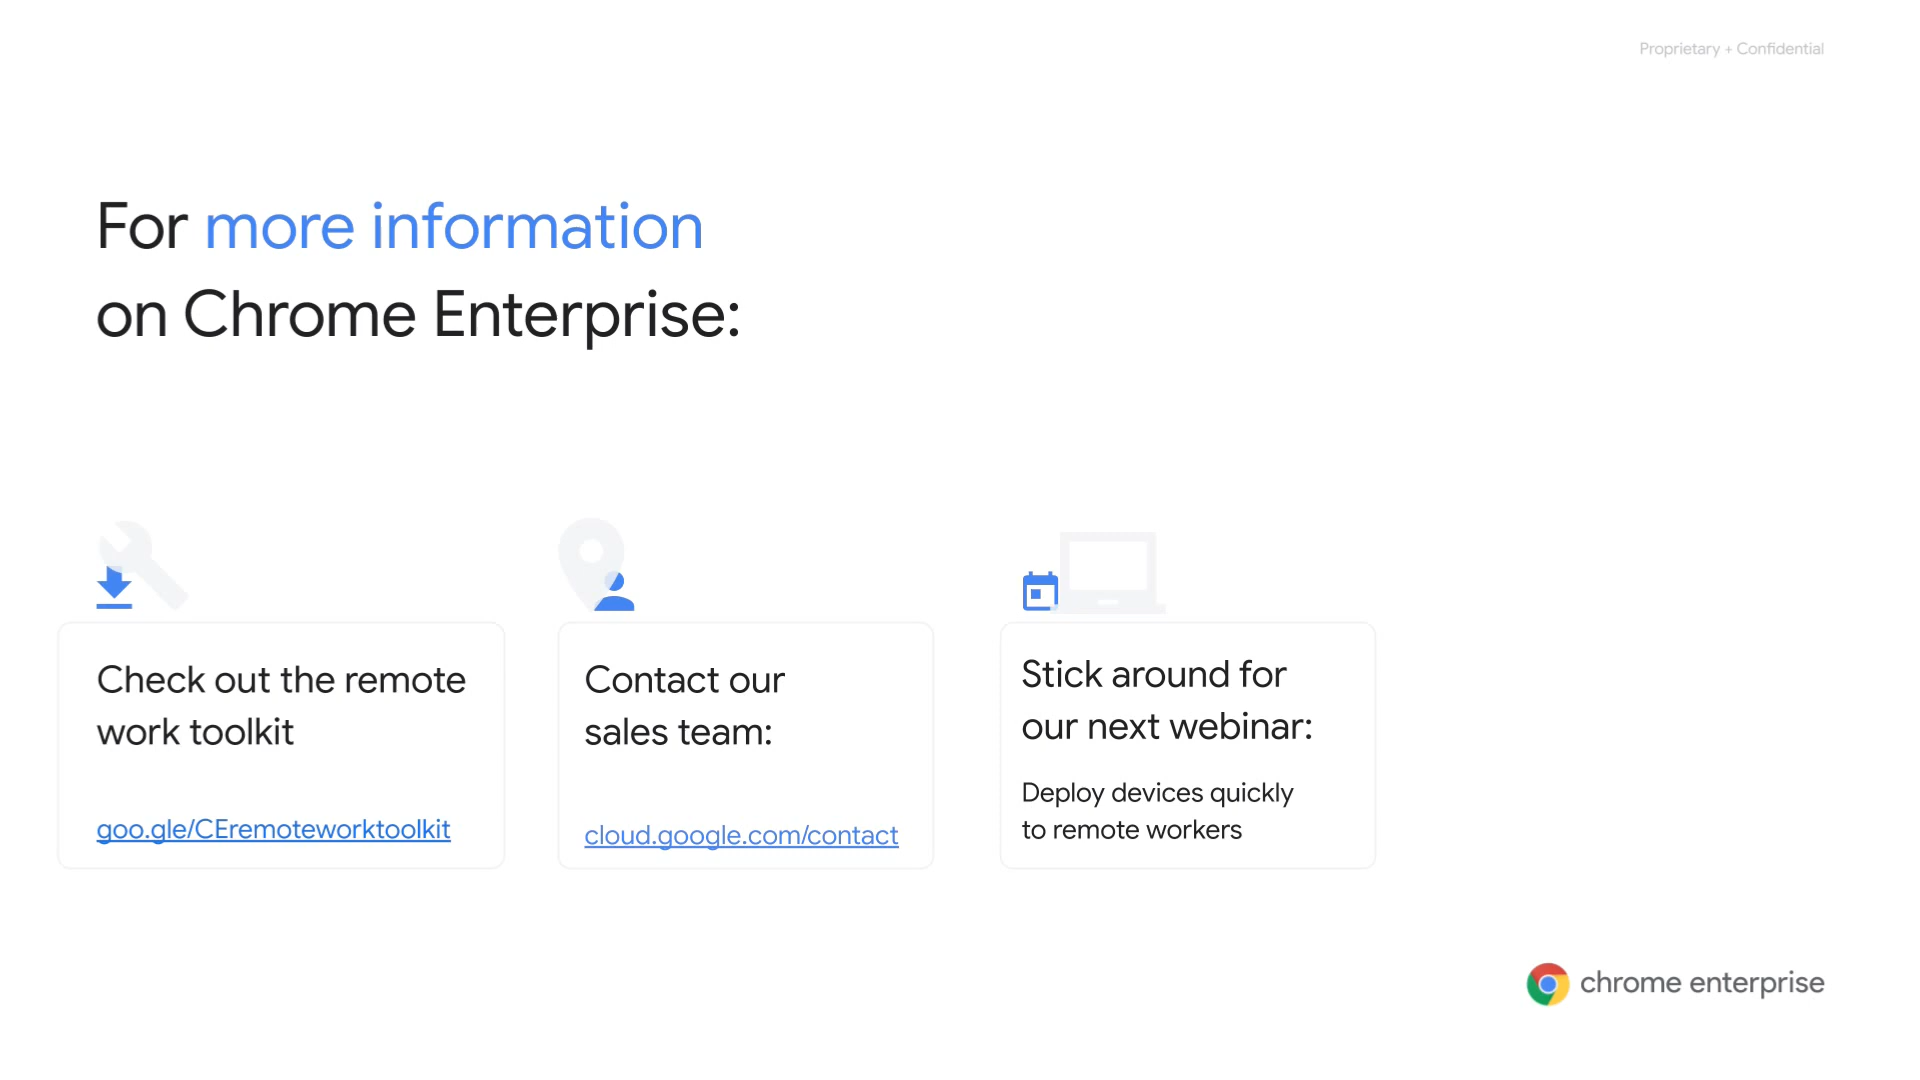 Proprietary + Confidential
For more information
on Chrome Enterprise:
Check out the remote
work toolkit
goo.gle/CEremoteworktoolkit
Contact our
sales team:
cloud.google.com/contact
Stick around for
our next webinar:
Deploy devices quickly
to remote workers
chrome enterprise